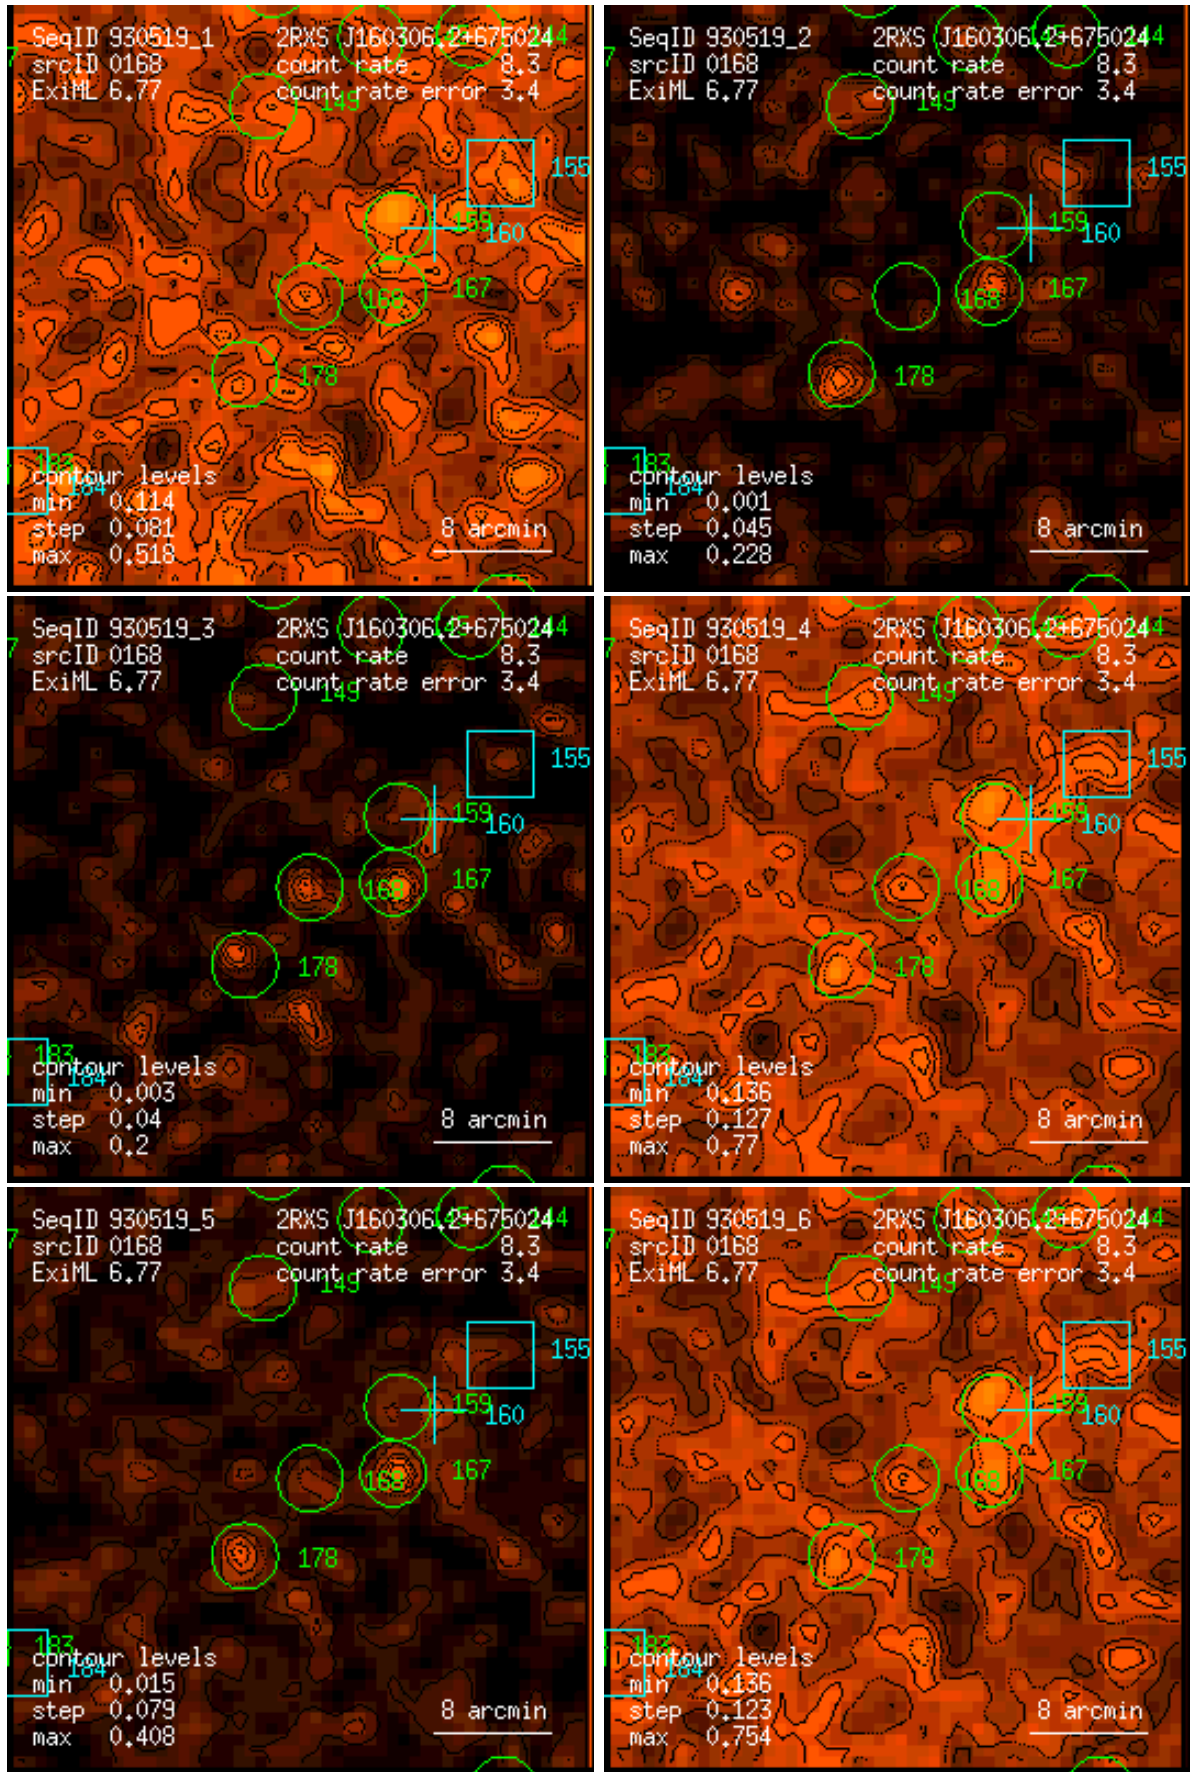 SeqID 930519_1 2RXS J160306.2+675024
srcID 0168 count rate 8.3
ExiML 6.77 count rate error 3.4
149
155
159
160
168 167
178
183
184
contour levels
min 0.114
step 0.081 8 arcmin
max 0.518
SeqID 930519_2 2RXS J160306.2+675024
srcID 0168 count rate 8.3
ExiML 6.77 count rate error 3.4
149
155
159
160
168 167
178
183
184
contour levels
min 0.001
step 0.045 8 arcmin
max 0.228
SeqID 930519_3 2RXS J160306.2+675024
srcID 0168 count rate 8.3
ExiML 6.77 count rate error 3.4
149
155
159
160
168 167
178
183
184
contour levels
min 0.003
step 0.04 8 arcmin
max 0.2
SeqID 930519_4 2RXS J160306.2+675024
srcID 0168 count rate 8.3
ExiML 6.77 count rate error 3.4
149
155
159
160
168 167
178
183
184
contour levels
min 0.136
step 0.127 8 arcmin
max 0.77
SeqID 930519_5 2RXS J160306.2+675024
srcID 0168 count rate 8.3
ExiML 6.77 count rate error 3.4
149
155
159
160
168 167
178
183
184
contour levels
min 0.015
step 0.079 8 arcmin
max 0.408
SeqID 930519_6 2RXS J160306.2+675024
srcID 0168 count rate 8.3
ExiML 6.77 count rate error 3.4
149
155
159
160
168 167
178
183
184
contour levels
min 0.136
step 0.123 8 arcmin
max 0.754